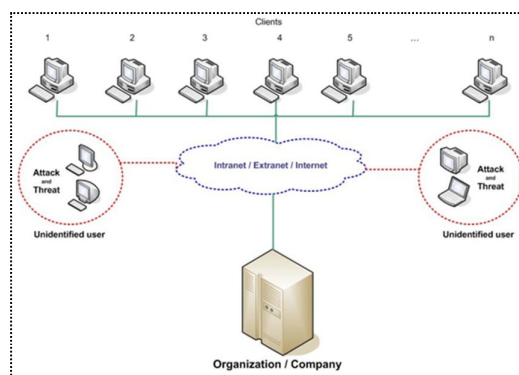 Clients
1 2 3 4 5 ... n
Intranet / Extranet / Internet
Attack
and
Threat
Unidentified user
Attack
and
Threat
Unidentified user
Organization / Company